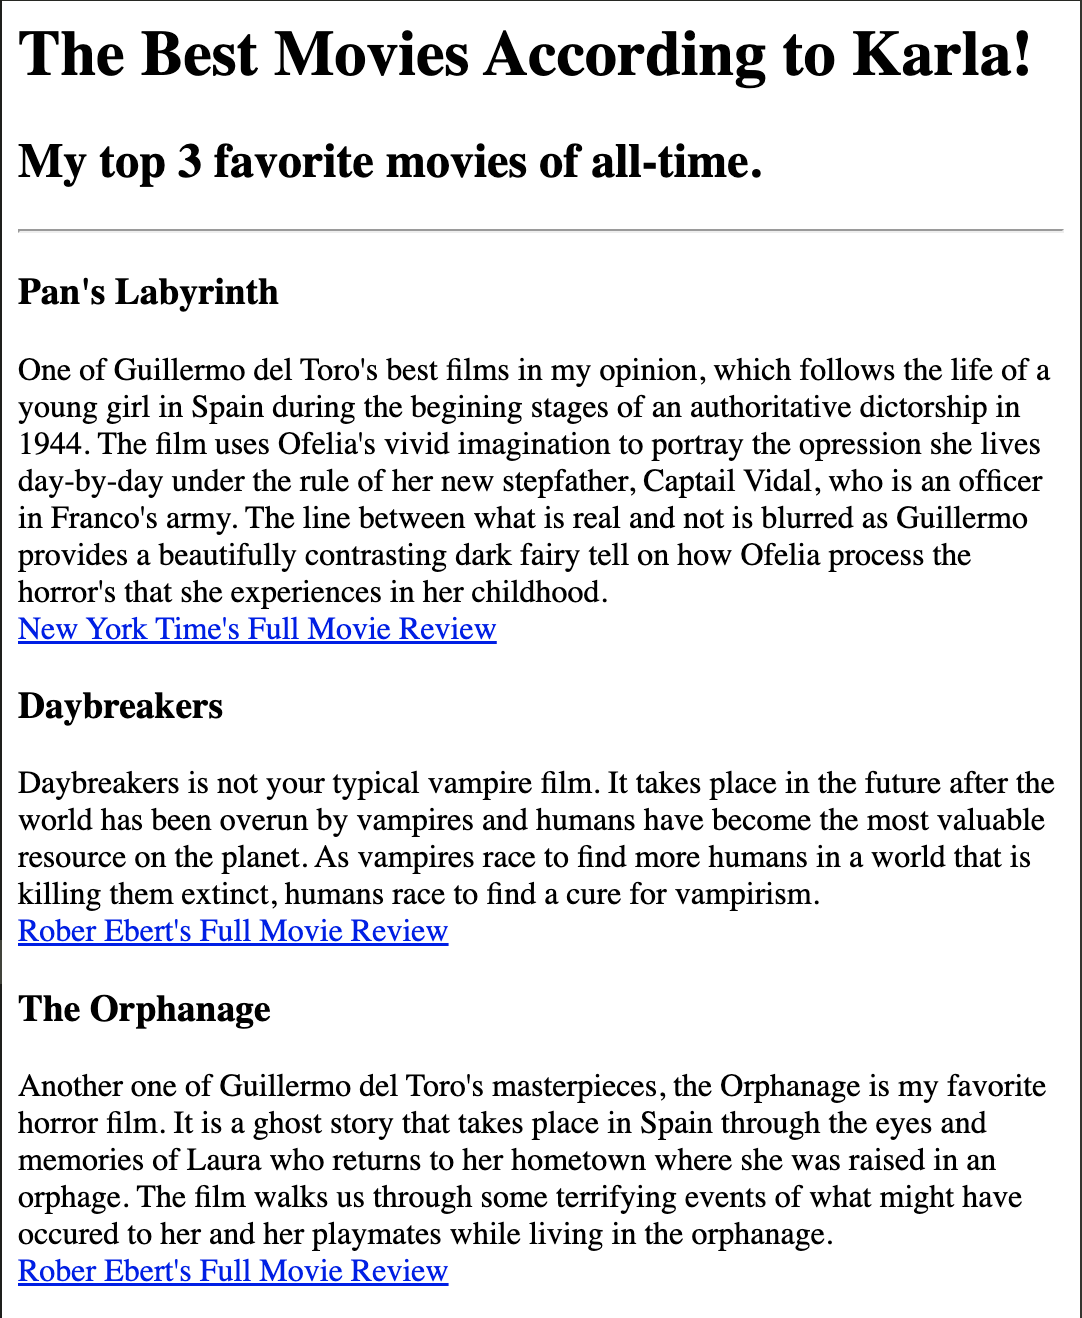 The Best Movies According to Karla!
My top 3 favorite movies of all-time.
Pan's Labyrinth
One of Guillermo del Toro's best films in my opinion, which follows the life of a
young girl in Spain during the begining stages of an authoritative dictorship in
1944. The film uses Ofelia's vivid imagination to portray the opression she lives
day-by-day under the rule of her new stepfather, Captail Vidal, who is an officer
in Franco's army. The line between what is real and not is blurred as Guillermo
provides a beautifully contrasting dark fairy tell on how Ofelia process the
horror's that she experiences in her childhood.
New York Time's Full Movie Review
Daybreakers
Daybreakers is not your typical vampire film. It takes place in the future after the
world has been overun by vampires and humans have become the most valuable
resource on the planet. As vampires race to find more humans in a world that is
killing them extinct, humans race to find a cure for vampirism.
Rober Ebert's Full Movie Review
The Orphanage
Another one of Guillermo del Toro's masterpieces, the Orphanage is my favorite
horror film. It is a ghost story that takes place in Spain through the eyes and
memories of Laura who returns to her hometown where she was raised in an
orphage. The film walks us through some terrifying events of what might have
occured to her and her playmates while living in the orphanage.
Rober Ebert's Full Movie Review